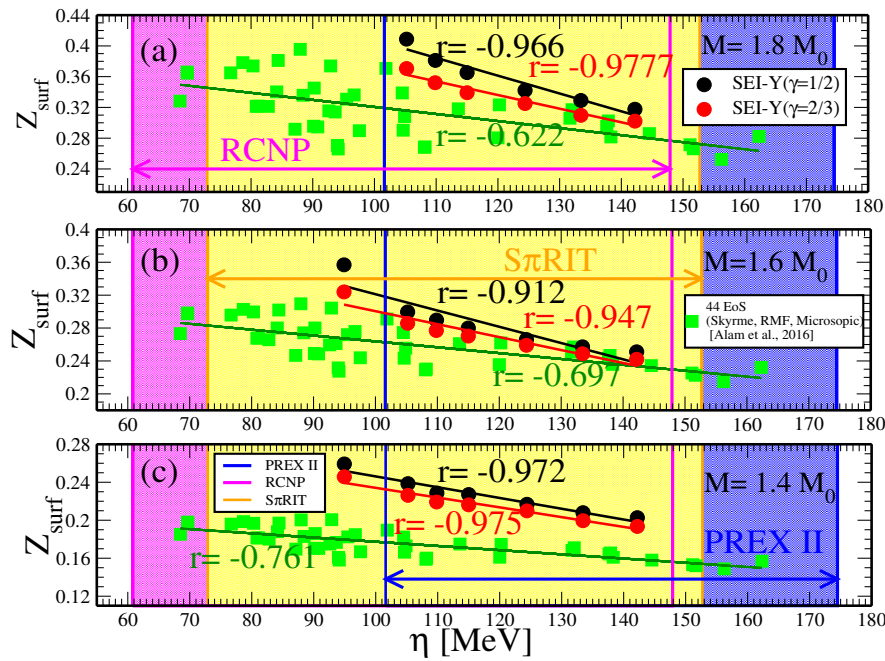 0.44
0.4
0.36
0.32
0.28
0.24
Z_surf
(a)
r= -0.966
r= -0.9777
r= -0.622
M= 1.8 M_0
SEI-Y(γ=1/2)
SEI-Y(γ=2/3)
RCNP
60 70 80 90 100 110 120 130 140 150 160 170 180
0.4
0.36
0.32
0.28
0.24
0.2
Z_surf
(b)
SπRIT
M=1.6 M_0
r= -0.912
r= -0.947
r= -0.697
44 EoS
(Skyrme, RMF, Microsopic)
[Alam et al., 2016]
60 70 80 90 100 110 120 130 140 150 160 170 180
0.28
0.24
0.2
0.16
0.11
Z_surf
(c)
PREX II
RCNP
SπRIT
r= -0.972
r= -0.975
r= -0.761
M= 1.4 M_0
PREX II
60 70 80 90 100 110 120 130 140 150 160 170 180
η [MeV]